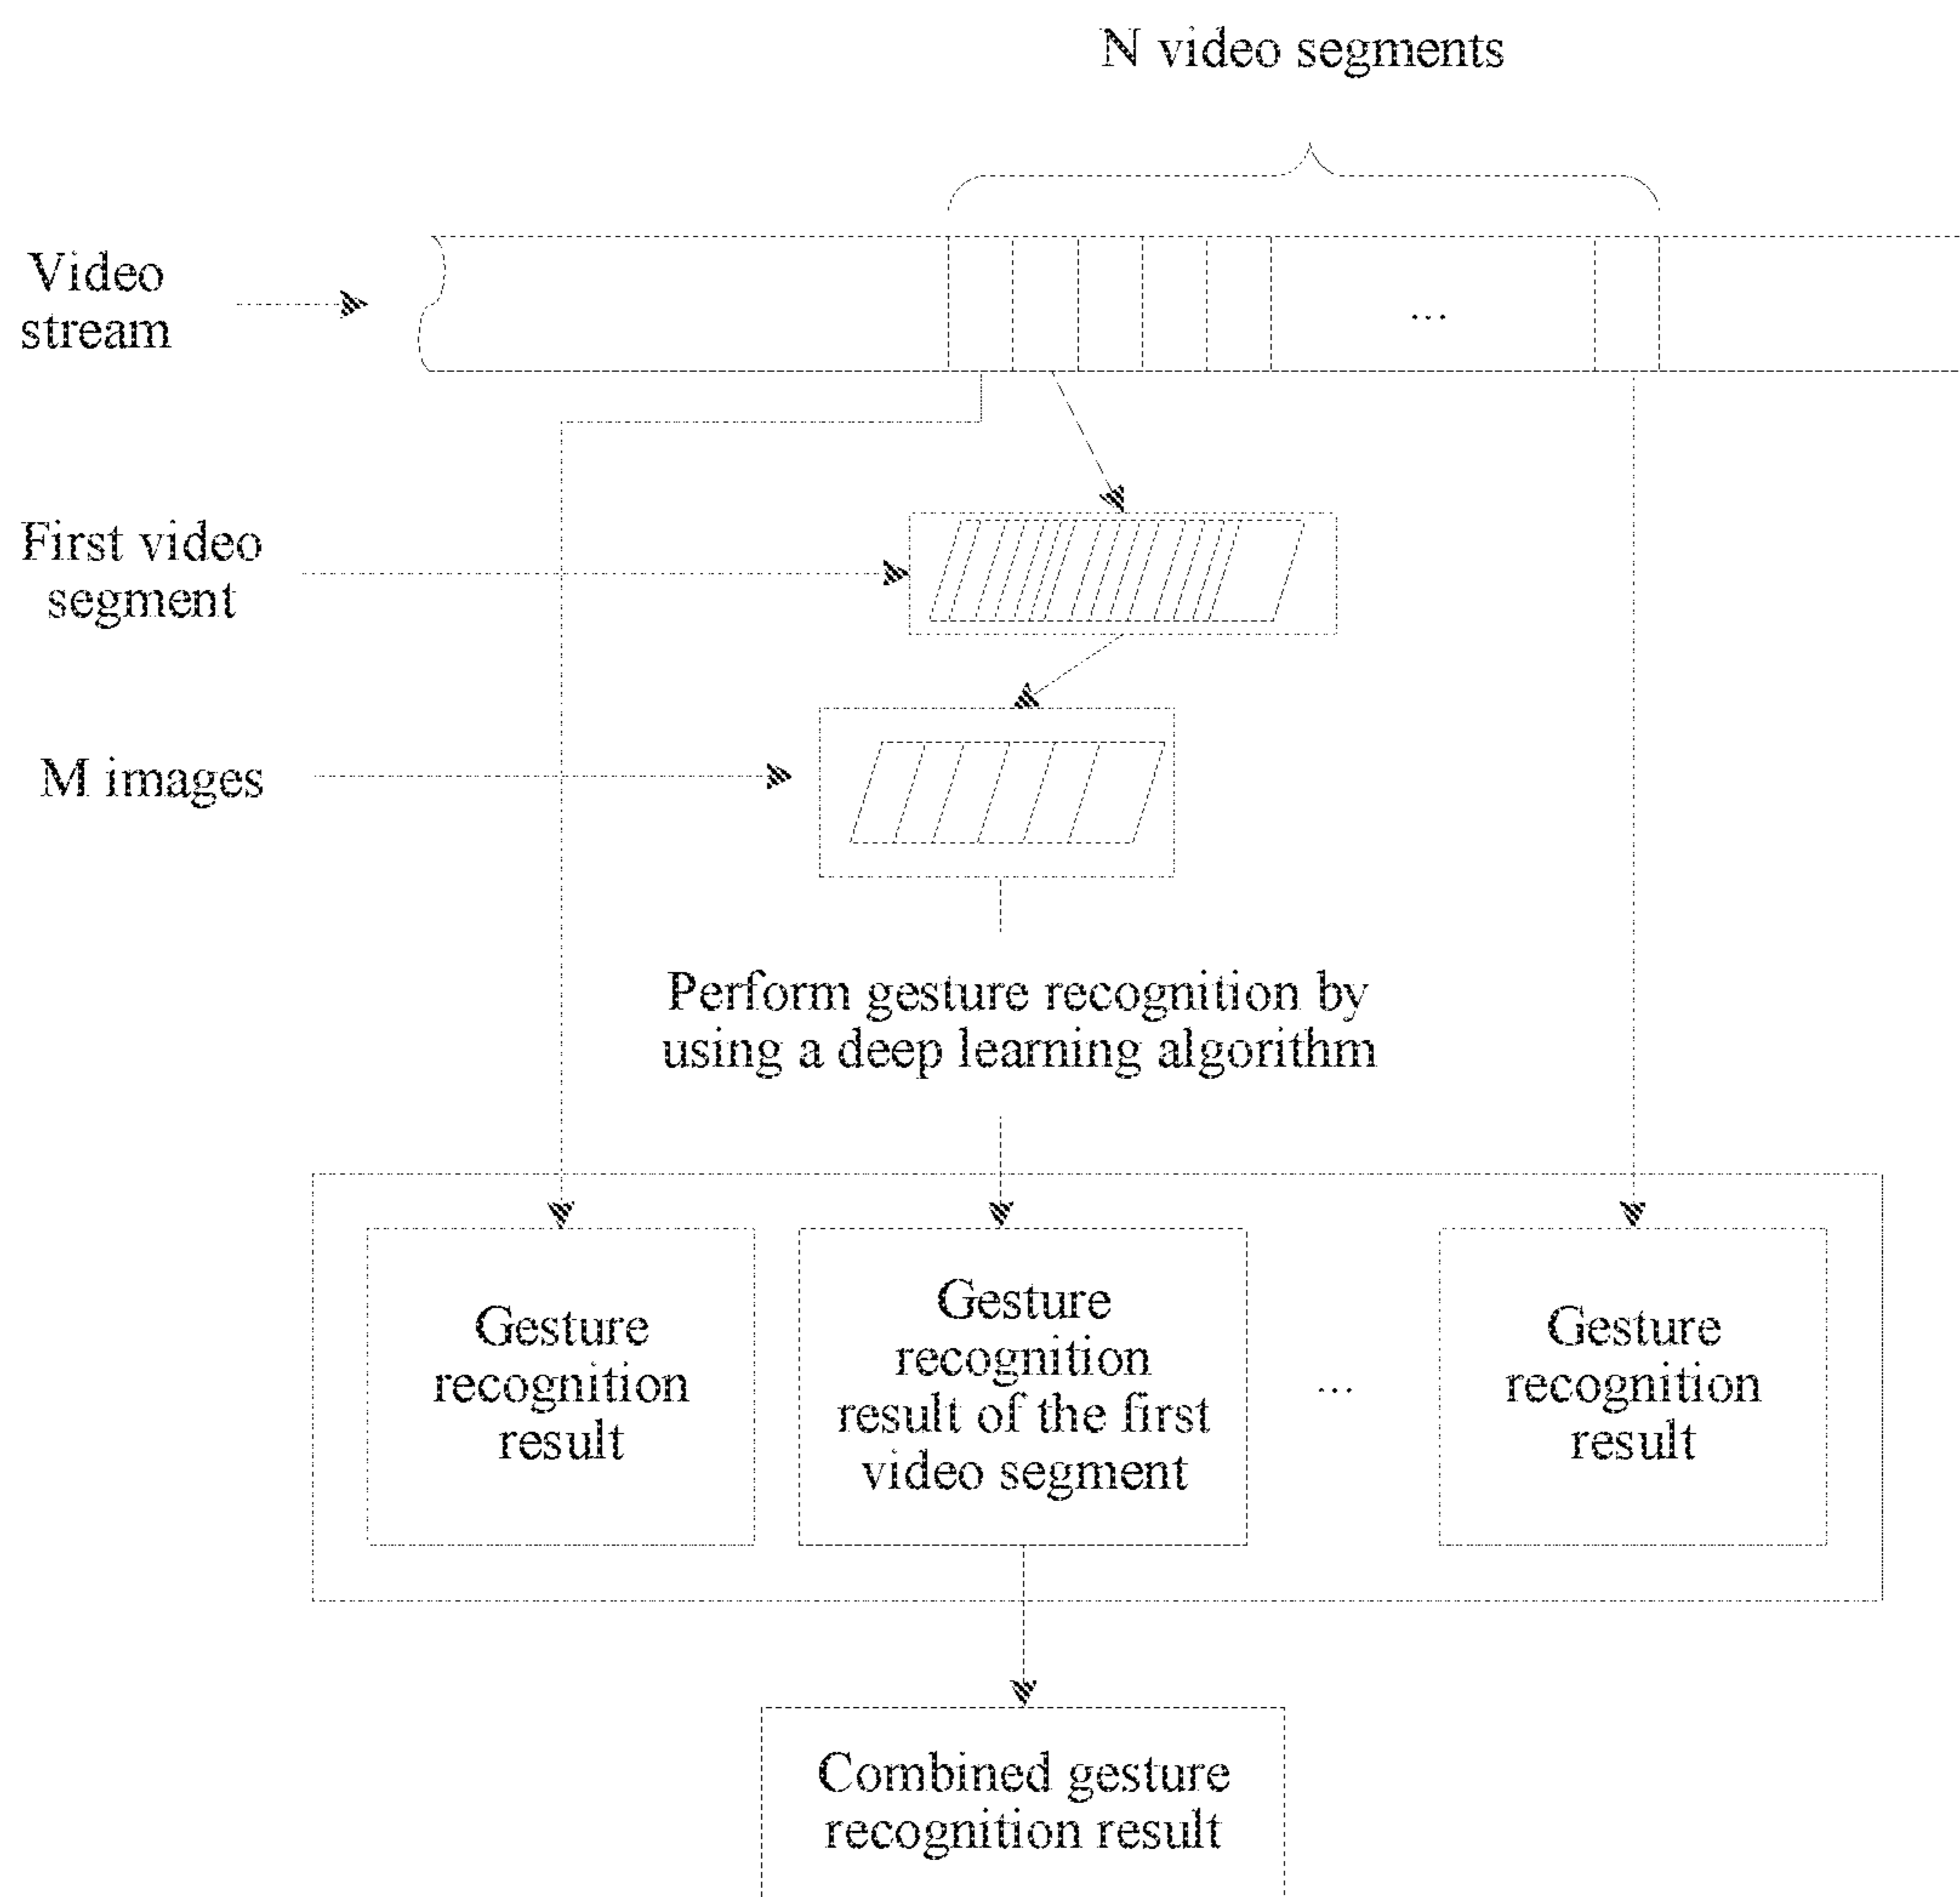 N video segments
Video
stream
...
First video
segment
M images
Perform gesture recognition by
using a deep learning algorithm
Gesture
recognition
result
Gesture
recognition
result of the first
video segment
...
Gesture
recognition
result
Combined gesture
recognition result